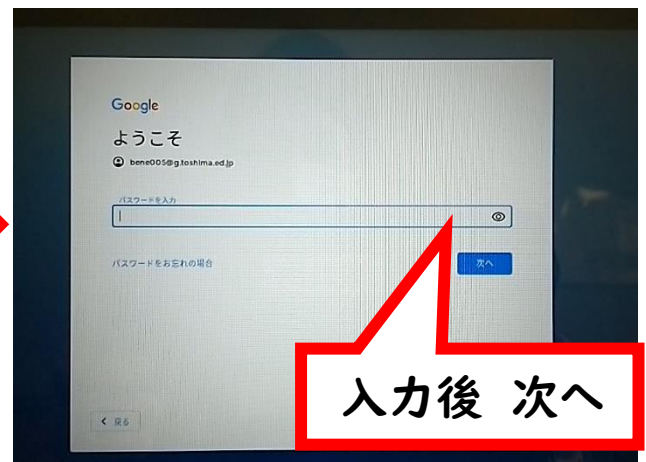 Google
ようこそ
bene005@g.toshima.ed.jp
パスワードを入力
パスワードをお忘れの場合
次へ
入力後 次へ
戻る